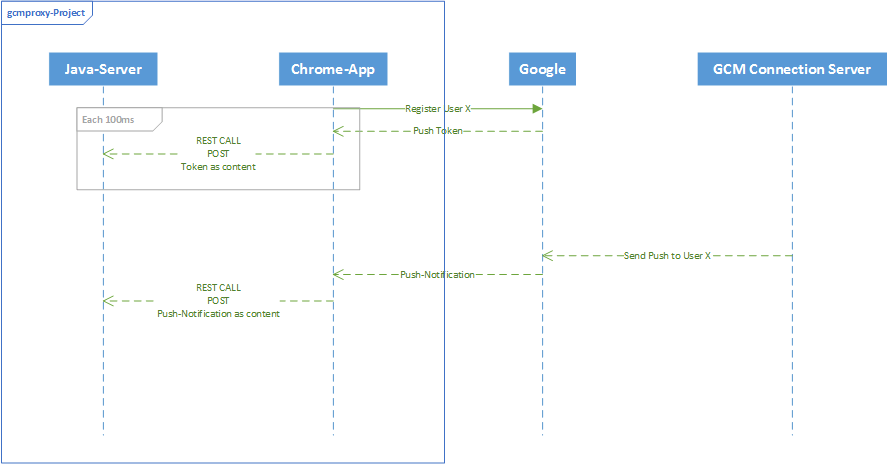 gcmproxy-Project
Java-Server
Chrome-App
Google
GCM Connection Server
Each 100ms
Register User X
Push Token
REST CALL
POST
Token as content
Send Push to User X
Push-Notification
REST CALL
POST
Push-Notification as content